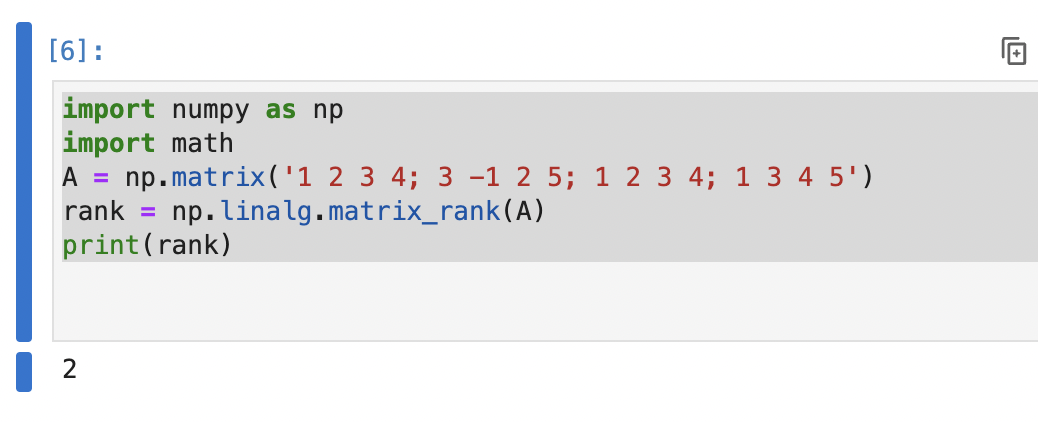 [6]:
import numpy as np
import math
A = np.matrix('1 2 3 4; 3 -1 2 5; 1 2 3 4; 1 3 4 5')
rank = np.linalg.matrix_rank(A)
print(rank)
2